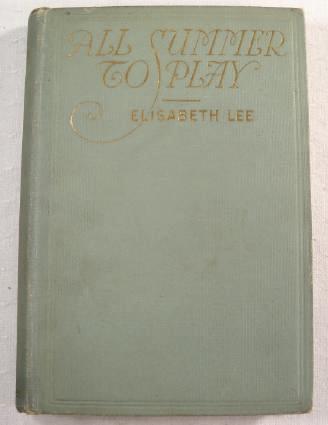 ALL SUMMER
TO PLAY
ELISABETH LEE